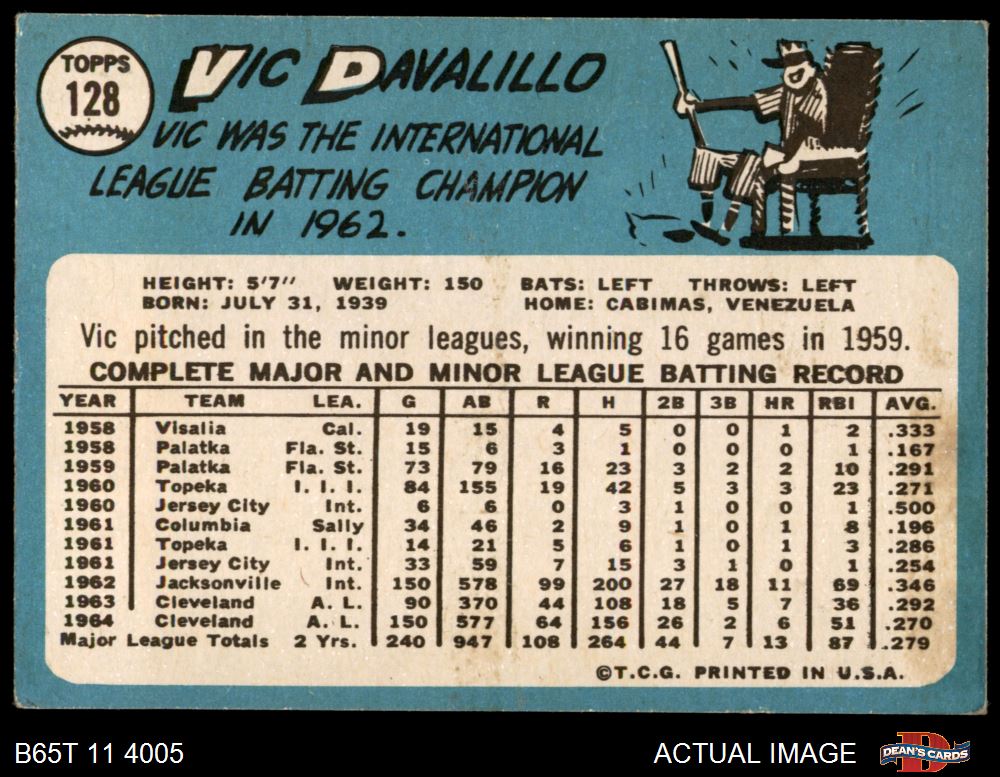 TOPPS
128
VIC DAVALILLO
VIC WAS THE INTERNATIONAL
LEAGUE BATTING CHAMPION
IN 1962.
HEIGHT: 5'7" WEIGHT: 150 BATS: LEFT THROWS: LEFT
BORN: JULY 31, 1939 HOME: CABIMAS, VENEZUELA
Vic pitched in the minor leagues, winning 16 games in 1959.
COMPLETE MAJOR AND MINOR LEAGUE BATTING RECORD
YEAR TEAM LEA. G AB R H 2B 3B HR RBI AVG.
1958 Visalia Cal. 19 15 4 5 0 0 1 2 .333
1958 Palatka Fla. St. 15 6 3 1 0 0 0 1 .167
1959 Palatka Fla. St. 73 79 16 23 3 2 2 10 .291
1960 Topeka I. I. I. 84 155 19 42 5 3 3 23 .271
1960 Jersey City Int. 6 6 0 3 1 0 0 1 .500
1961 Columbia Sally 34 46 2 9 1 0 1 8 .196
1961 Topeka I. I. I. 14 21 5 6 1 0 1 3 .286
1961 Jersey City Int. 33 59 7 15 3 1 0 1 .254
1962 Jacksonville Int. 150 578 99 200 27 18 11 69 .346
1963 Cleveland A. L. 90 370 44 108 18 5 7 36 .292
1964 Cleveland A. L. 150 577 64 156 26 2 6 51 .270
Major League Totals 2 Yrs. 240 947 108 264 44 7 13 87 .279
©T.C.G. PRINTED IN U.S.A.
B65T 11 4005 ACTUAL IMAGE DEAN'S CARDS